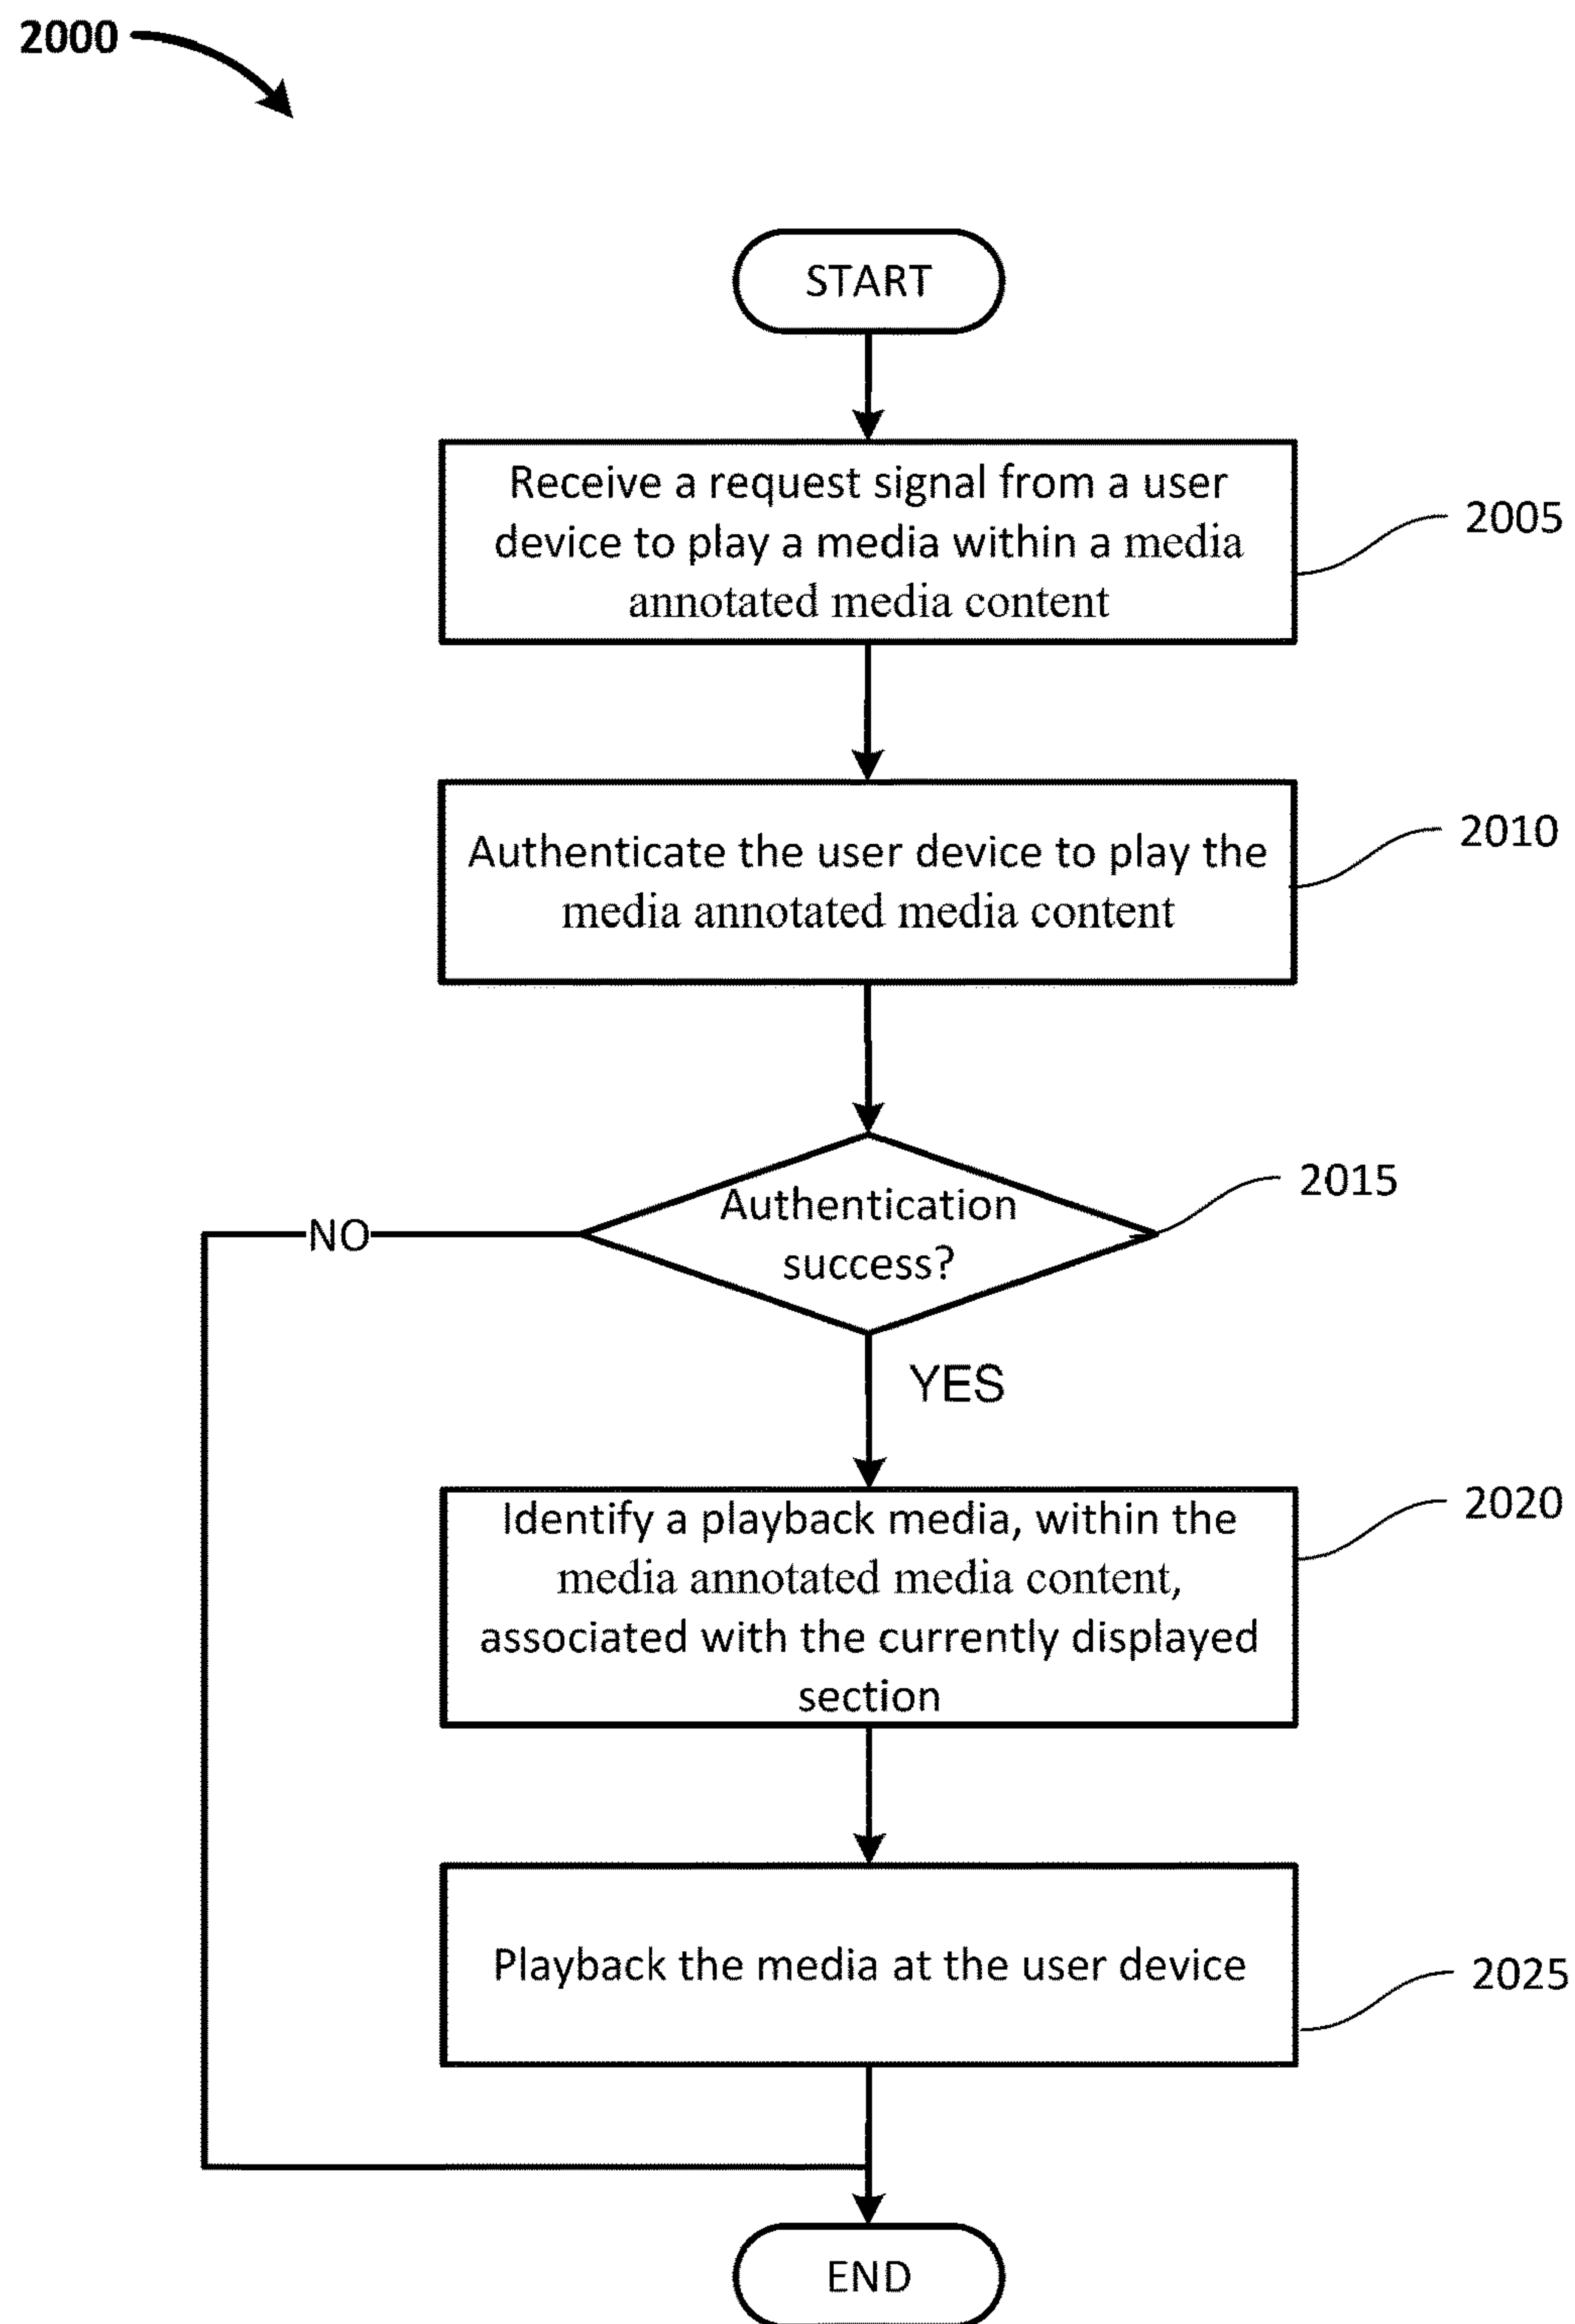 2000
START
Receive a request signal from a user
device to play a media within a media
annotated media content
2005
Authenticate the user device to play the
media annotated media content
2010
Authentication
success?
2015
NO
YES
Identify a playback media, within the
media annotated media content,
associated with the currently displayed
section
2020
Playback the media at the user device
2025
END